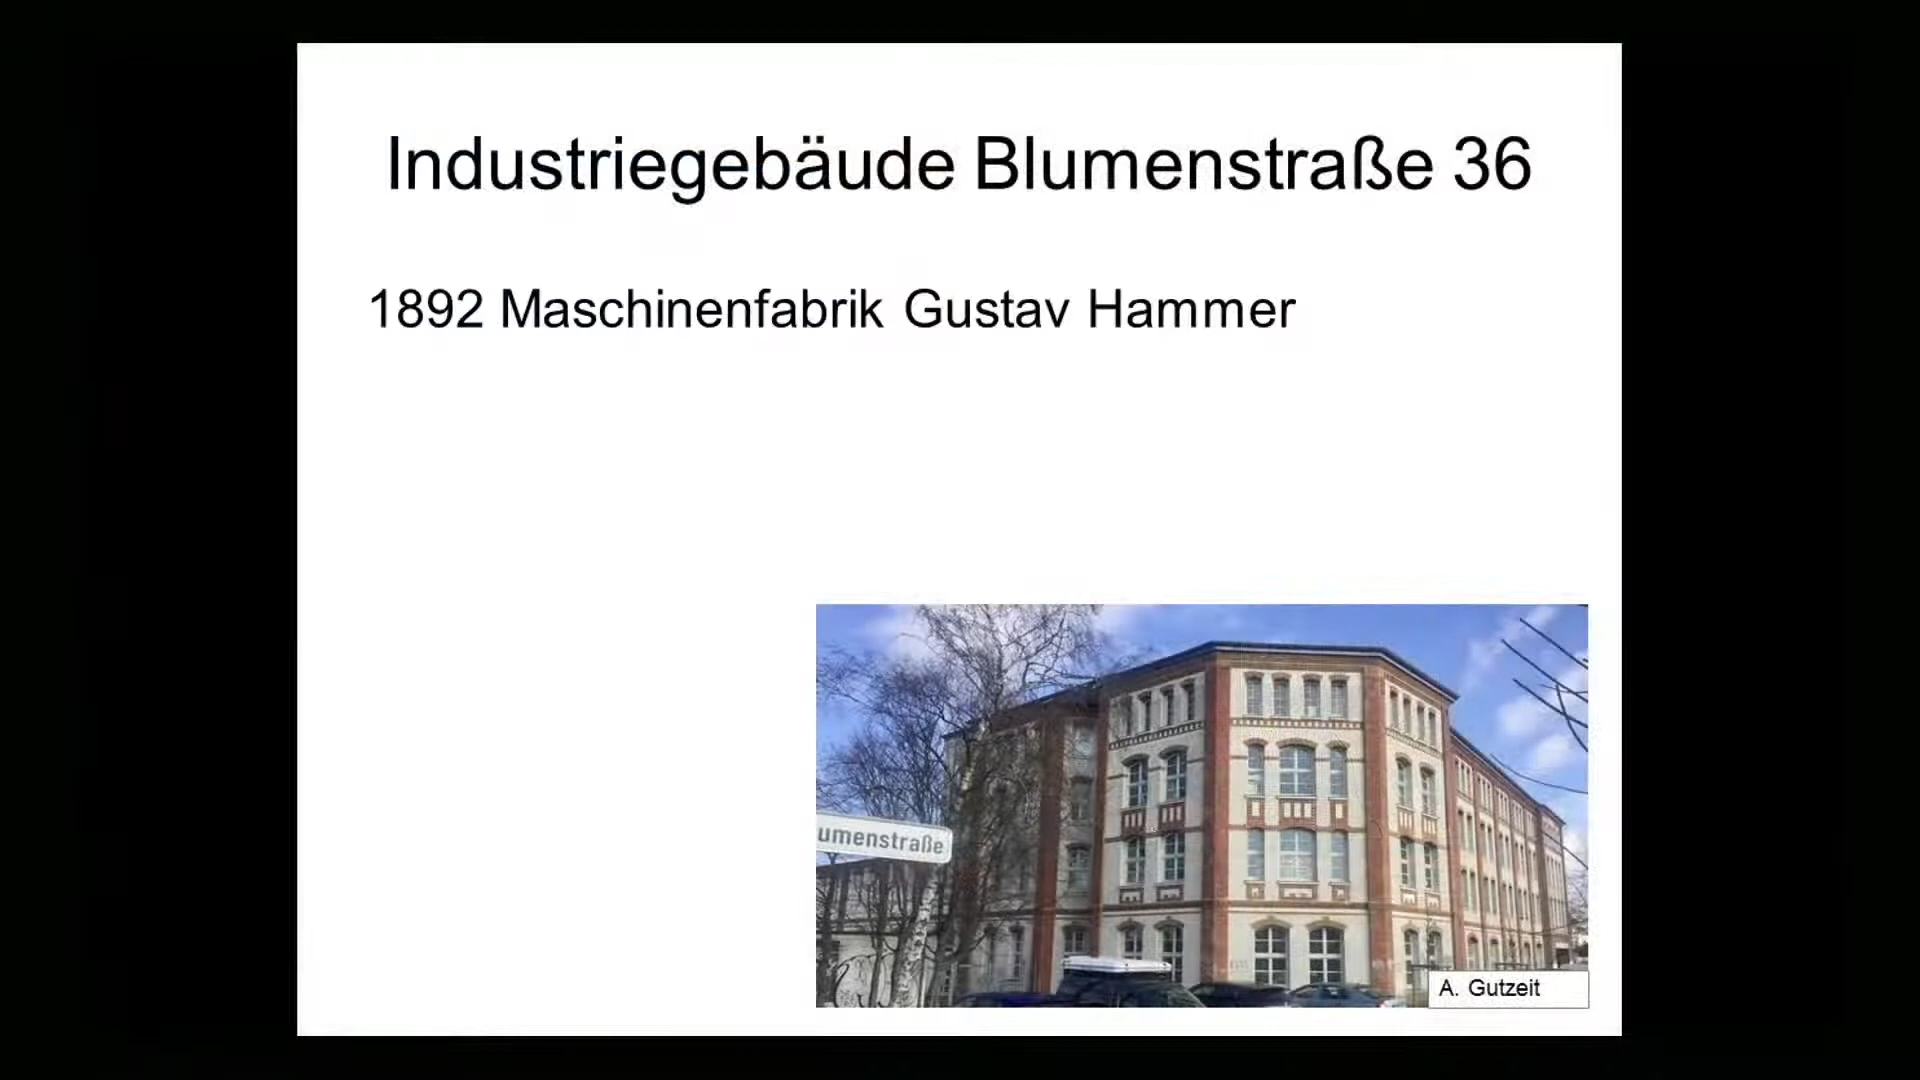 Industriegebäude Blumenstraße 36
1892 Maschinenfabrik Gustav Hammer
umenstraße
A. Gutzeit